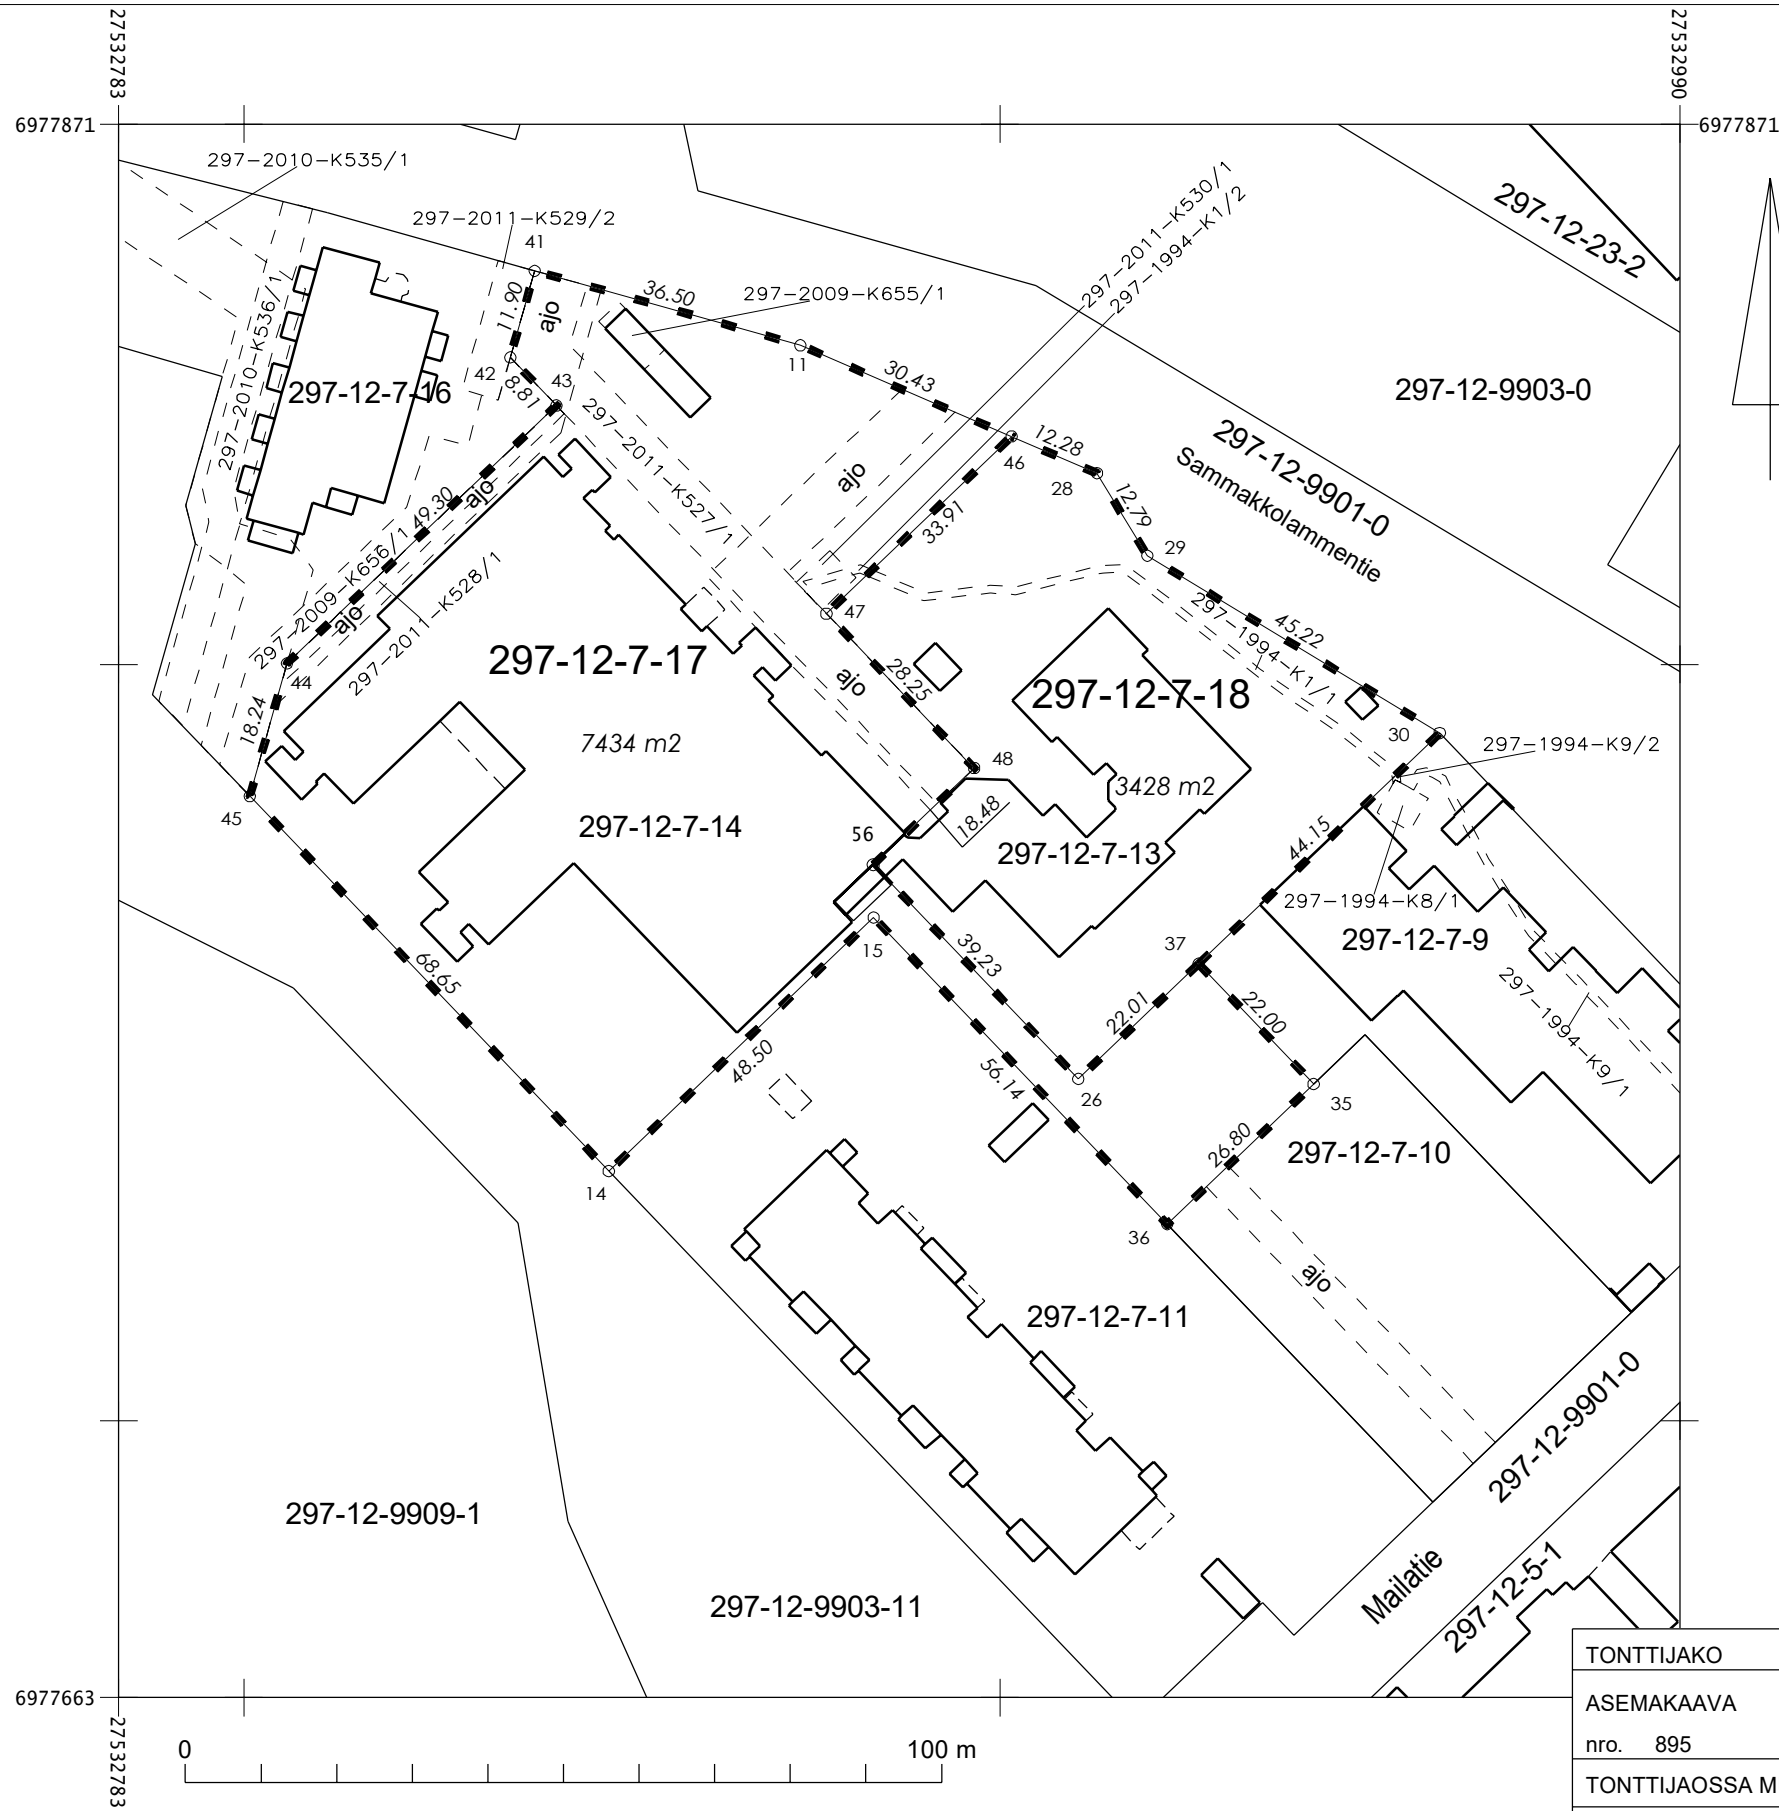 27532783
27532990
6977871
6977871
297-2010-K535/1
297-2011-K529/2
297-2011-K530/1
297-1994-K1/2
297-12-23-2
41
36.50
297-2009-K655/1
11.90
ajo
297-2010-K536/1
11
297-12-7-16
42
8.81
43
30.43
297-12-9903-0
297-2011-K527/1
12.28
46
28
297-12-9901-0
Sammakkolammentie
ajo
49.30
ajo
33.91
12.79
29
297-2009-K656/1
297-2011-K528/1
ajo
47
297-1994-K1/1
45.22
297-12-7-17
44
ajo
28.25
297-12-7-18
18.24
30
297-1994-K9/2
7434 m2
48
3428 m2
45
297-12-7-14
56
18.48
297-12-7-13
44.15
297-1994-K8/1
15
37
297-12-7-9
68.65
39.23
297-1994-K9/1
22.01
22.00
48.50
56.14
26
35
26.80
297-12-7-10
14
36
ajo
297-12-7-11
297-12-9901-0
297-12-9909-1
Mailatie
297-12-5-1
297-12-9903-11
6977663
27532783
0
100 m
TONTTIJAKO
ASEMAKAAVA
nro. 895
TONTTIJAOSSA M